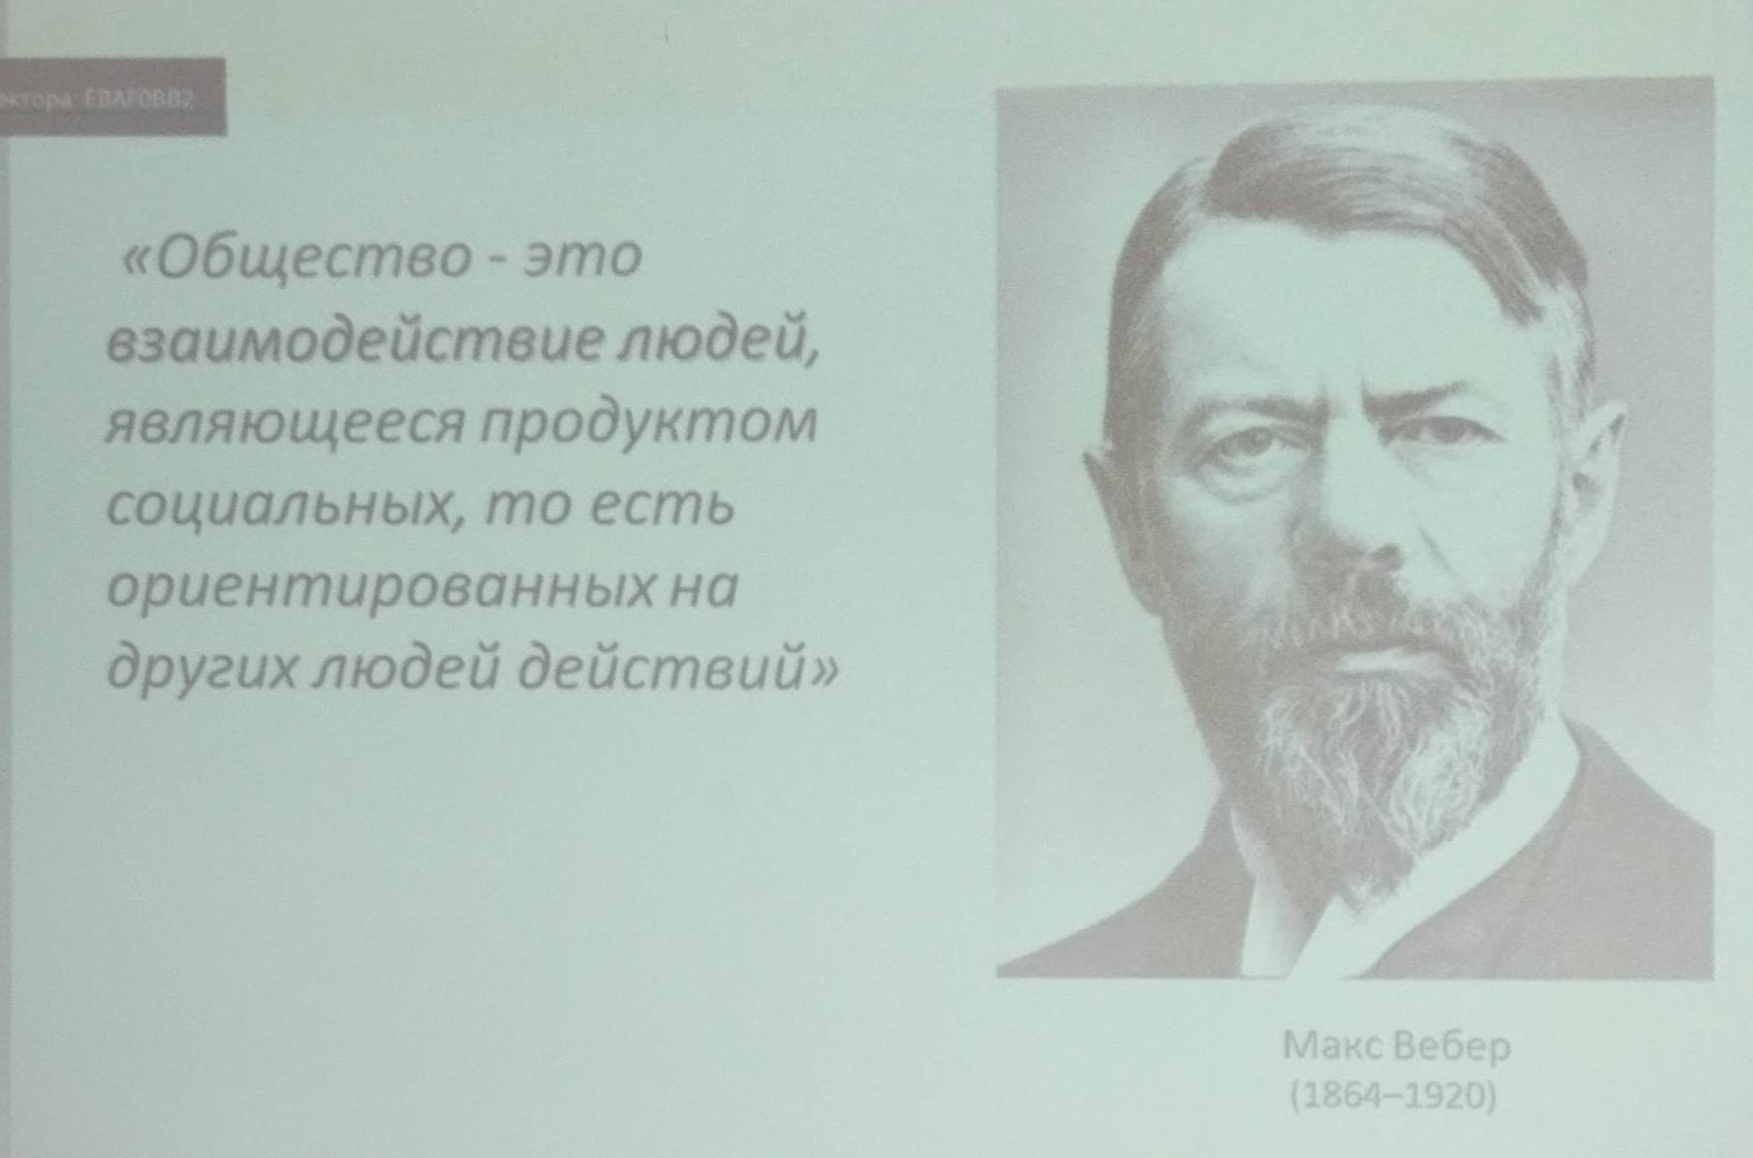 ектора: EBAF0BB2
«Общество - это
взаимодействие людей,
являющееся продуктом
социальных, то есть
ориентированных на
других людей действий»
Макс Вебер
(1864–1920)